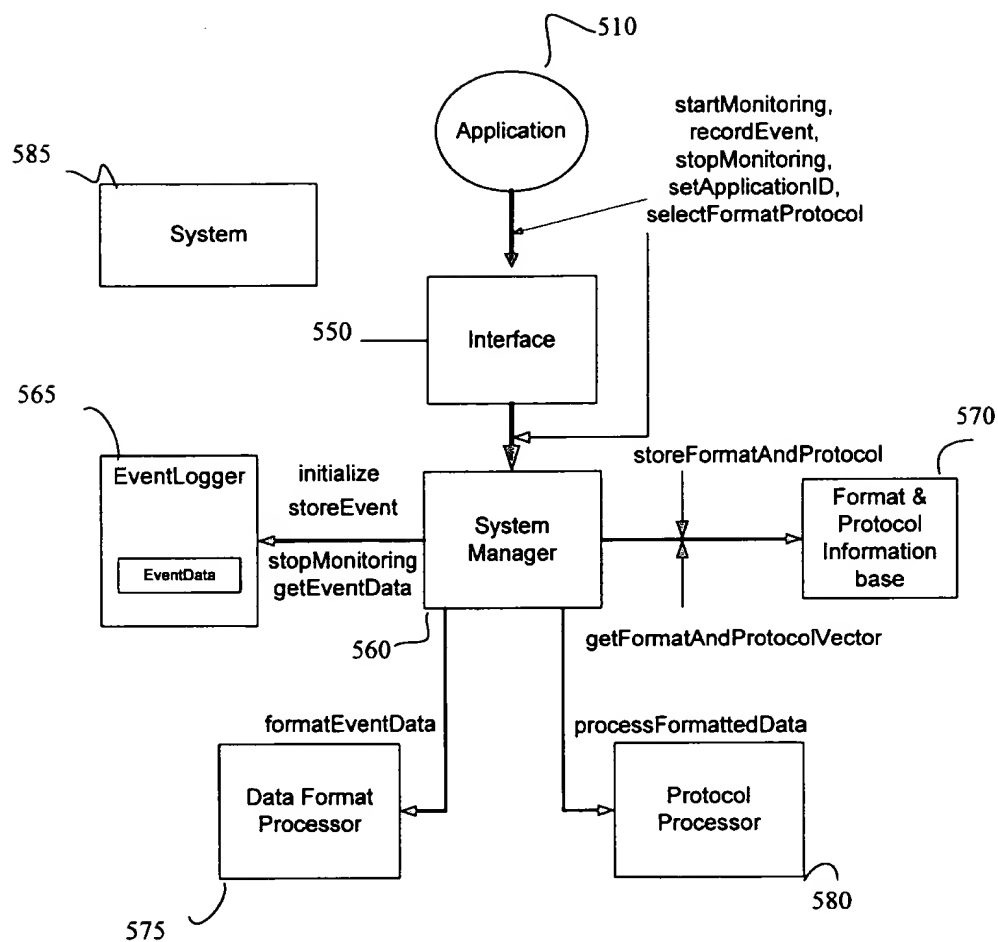 510
Application
startMonitoring,
recordEvent,
stopMonitoring,
setApplicationID,
selectFormatProtocol
585
System
550
Interface
565
EventLogger
EventData
initialize
storeEvent
stopMonitoring
getEventData
System
Manager
560
storeFormatAndProtocol
getFormatAndProtocolVector
570
Format &
Protocol
Information
base
formatEventData
processFormattedData
Data Format
Processor
575
Protocol
Processor
580